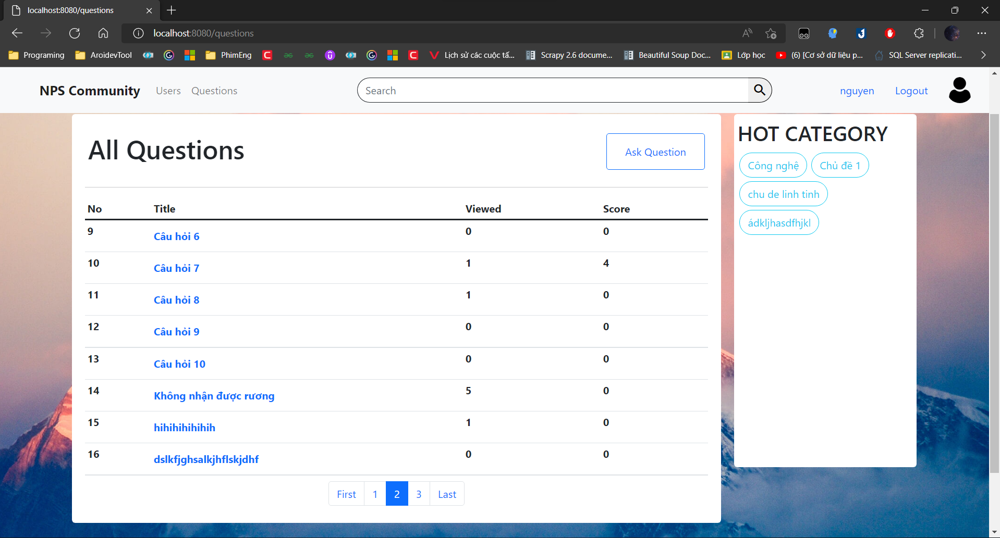 localhost:8080/questions
localhost:8080/questions
Programing AroidevTool PhimEng Lịch sử các cuộc tấ... Scrapy 2.6 docume... Beautiful Soup Doc... Lớp học (6) [Cơ sở dữ liệu p... SQL Server replicati...
NPS Community Users Questions Search nguyen Logout
All Questions
Ask Question
No Title Viewed Score
9 Câu hỏi 6 0 0
10 Câu hỏi 7 1 4
11 Câu hỏi 8 1 0
12 Câu hỏi 9 0 0
13 Câu hỏi 10 0 0
14 Không nhận được rương 5 0
15 hihihihihihih 1 0
16 dslkfjghsalkjhflskjdhf 0 0
First 1 2 3 Last
HOT CATEGORY
Công nghệ Chủ đề 1
chu de linh tinh
ádkljhasdfhjkl